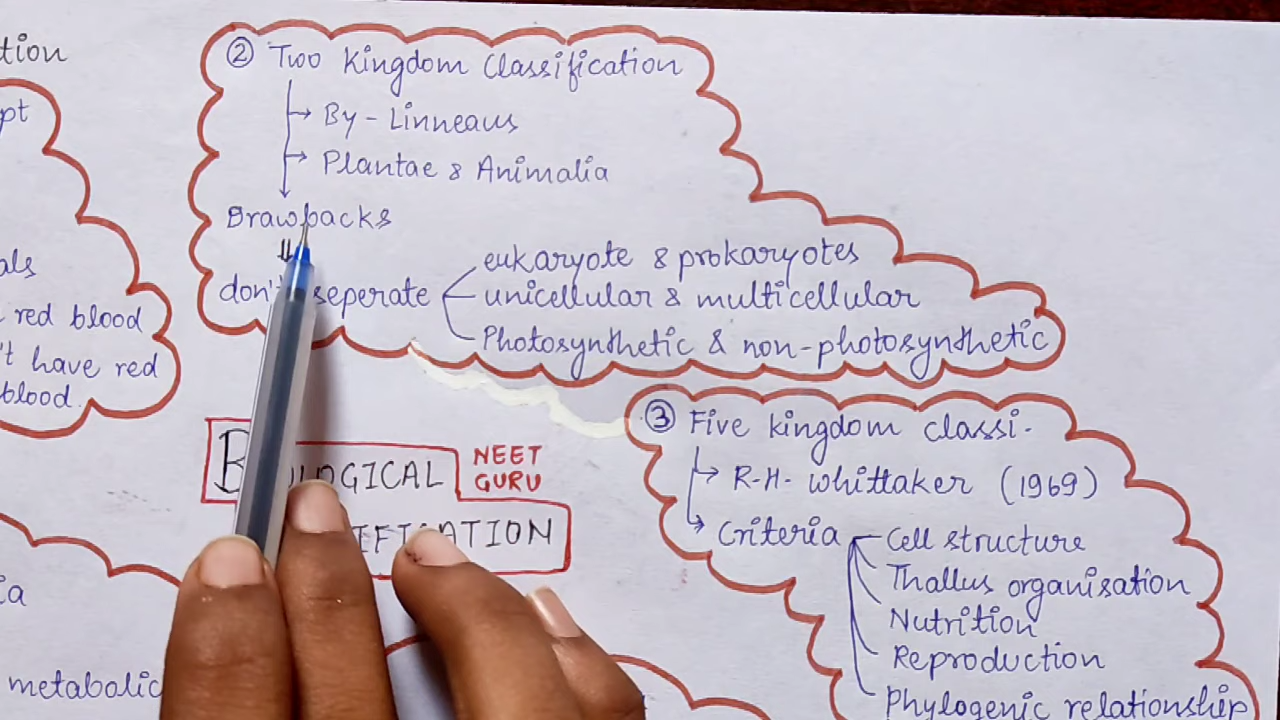 tion
pt
als
red blood
't have red
blood.
② Two Kingdom Classification
By - Linneaus
Plantae & Animalia
Drawbacks
don't seperate
eukaryote & prokaryotes
unicellular & multicellular
Photosynthetic & non-photosynthetic
NEET
GURU
③ Five kingdom classi.
R.H. Whittaker (1969)
Criteria
Cell structure
Thallus organisation
Nutrition
Reproduction
Phylogenic relationship
ia
metabolic